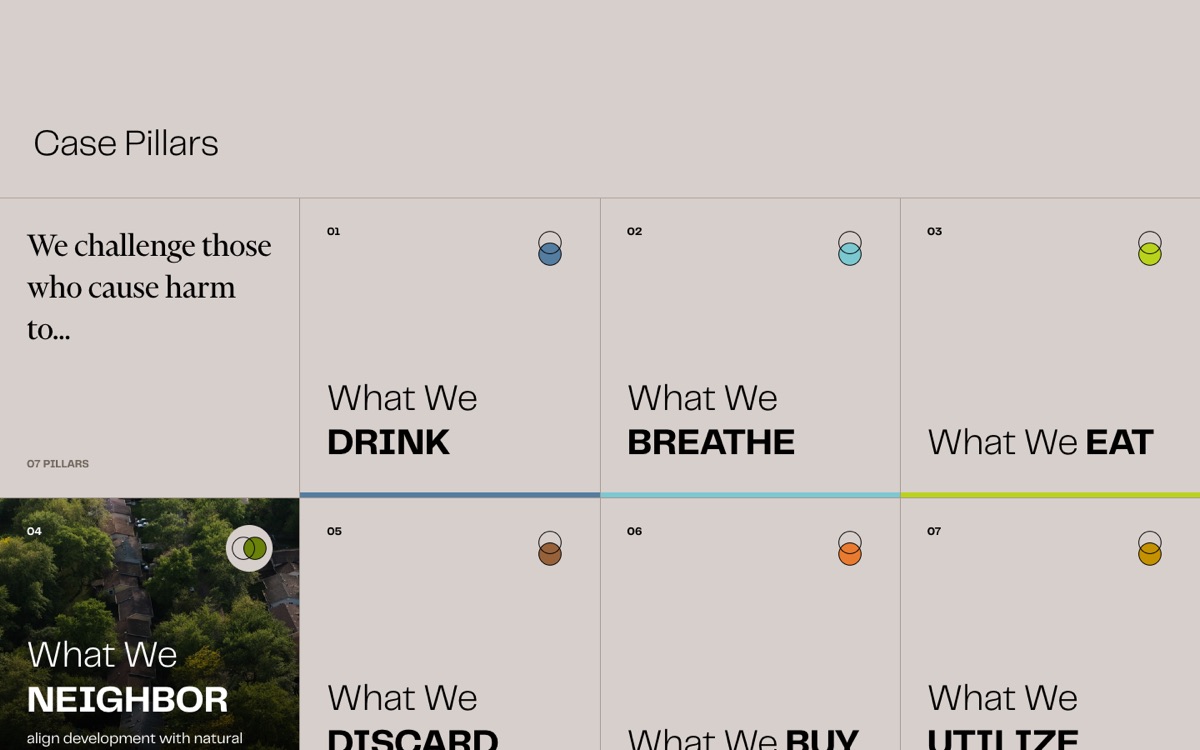 Case Pillars
We challenge those
who cause harm
to...
07 PILLARS
01
What We
DRINK
02
What We
BREATHE
03
What We EAT
04
What We
NEIGHBOR
align development with natural
05
What We
DISCARD
06
What We BUY
07
What We
UTILIZE